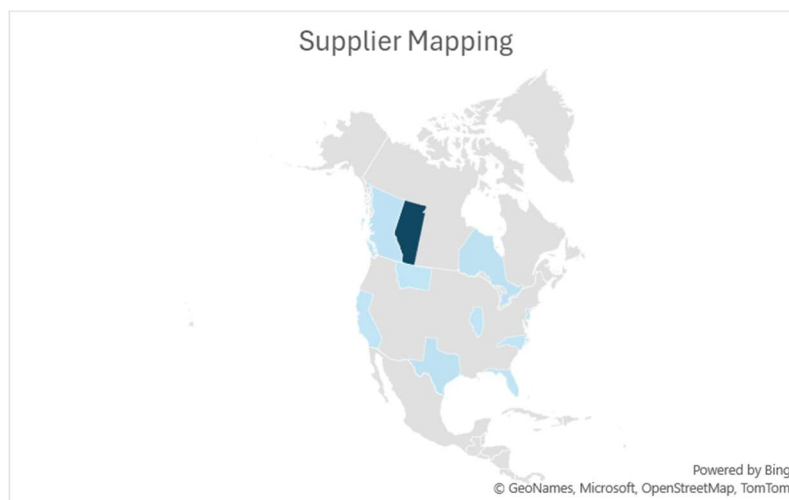 Supplier Mapping
Powered by Bing
© GeoNames, Microsoft, OpenStreetMap, TomTom